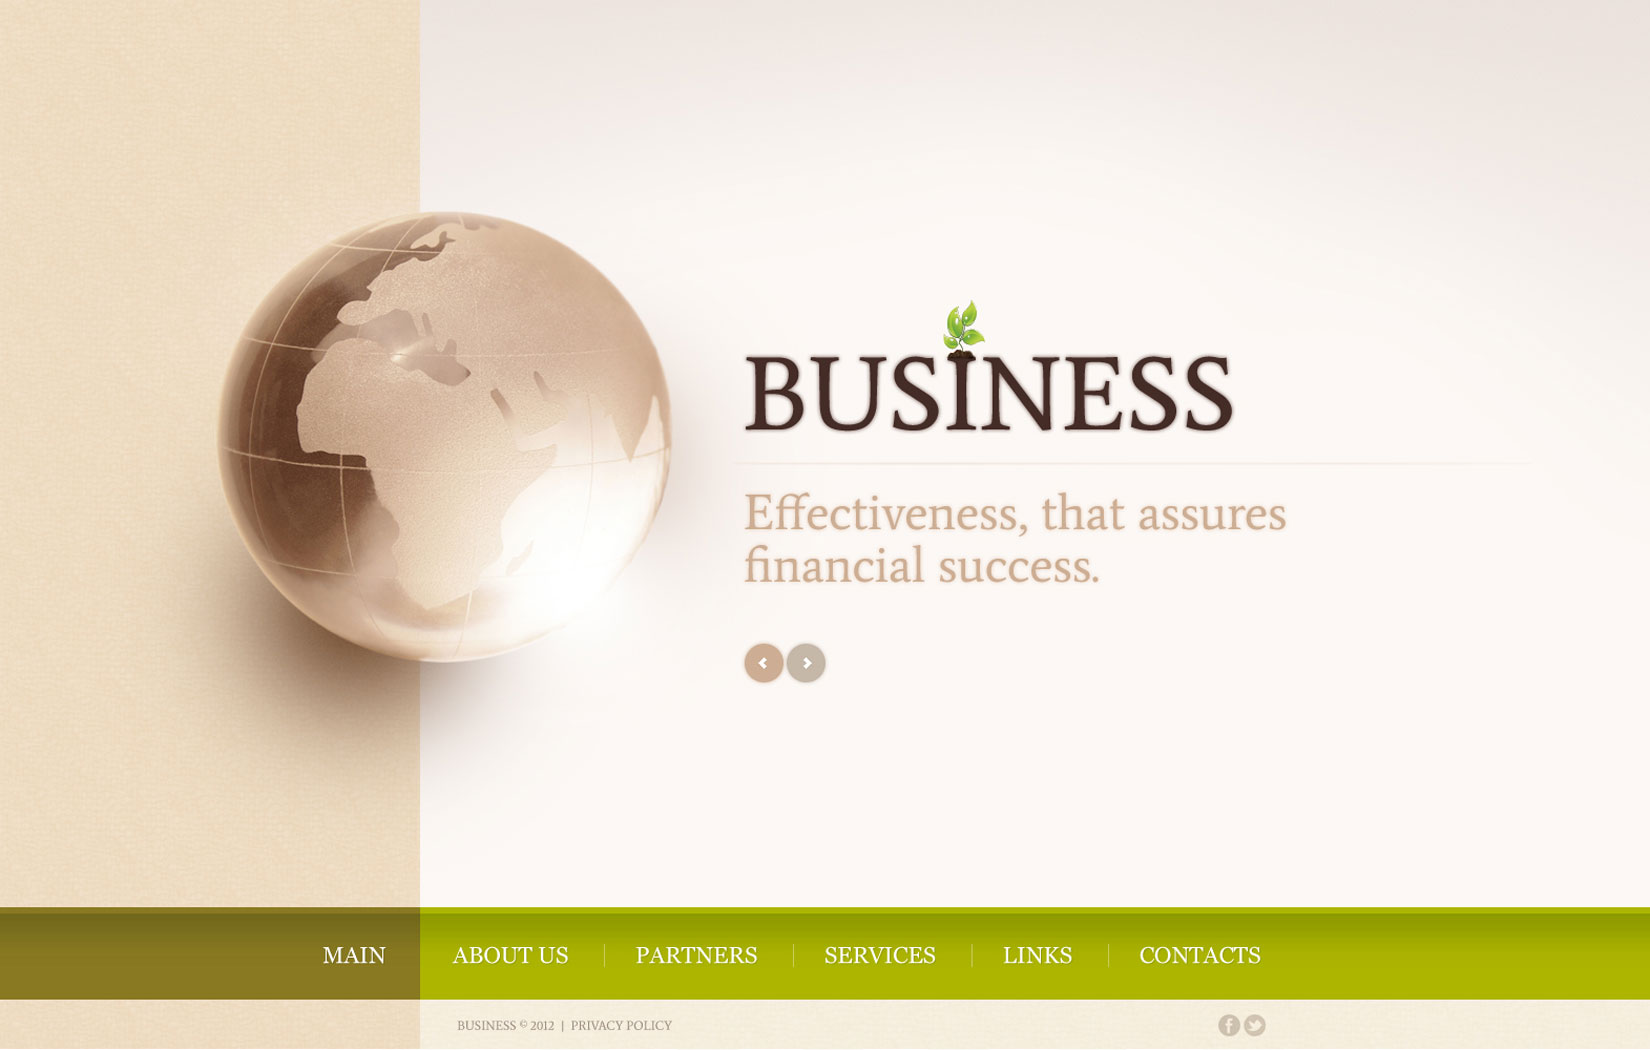 BUSINESS
Effectiveness, that assures
financial success.
MAIN
ABOUT US
PARTNERS
SERVICES
LINKS
CONTACTS
BUSINESS © 2012 | PRIVACY POLICY